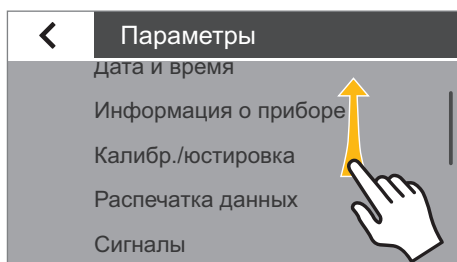 Параметры
Дата и время
Информация о приборе
Калибр./юстировка
Распечатка данных
Сигналы